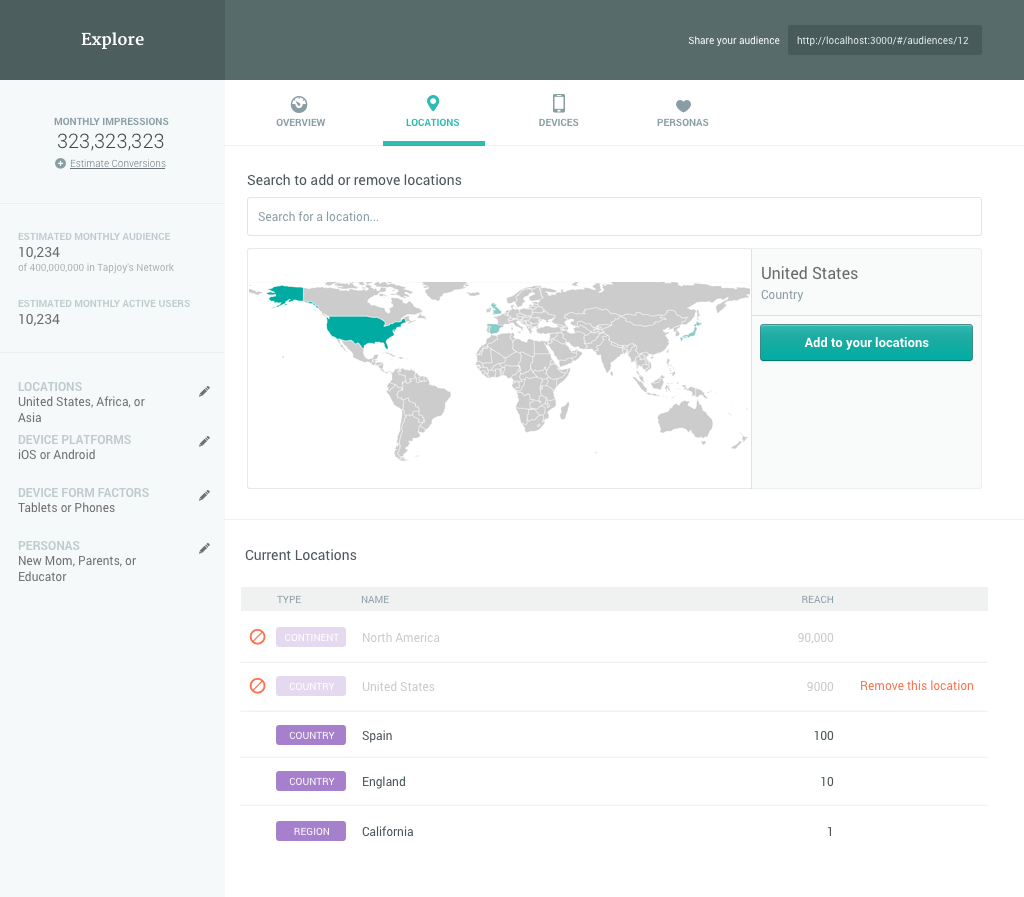 Explore
Share your audience
http://localhost:3000/#/audiences/12
MONTHLY IMPRESSIONS
323,323,323
Estimate Conversions
ESTIMATED MONTHLY AUDIENCE
10,234
of 400,000,000 in Tapjoy's Network
ESTIMATED MONTHLY ACTIVE USERS
10,234
LOCATIONS
United States, Africa, or
Asia
DEVICE PLATFORMS
iOS or Android
DEVICE FORM FACTORS
Tablets or Phones
PERSONAS
New Mom, Parents, or
Educator
OVERVIEW
LOCATIONS
DEVICES
PERSONAS
Search to add or remove locations
Search for a location...
United States
Country
Add to your locations
Current Locations
TYPE NAME REACH
CONTINENT North America 90,000
COUNTRY United States 9000 Remove this location
COUNTRY Spain 100
COUNTRY England 10
REGION California 1